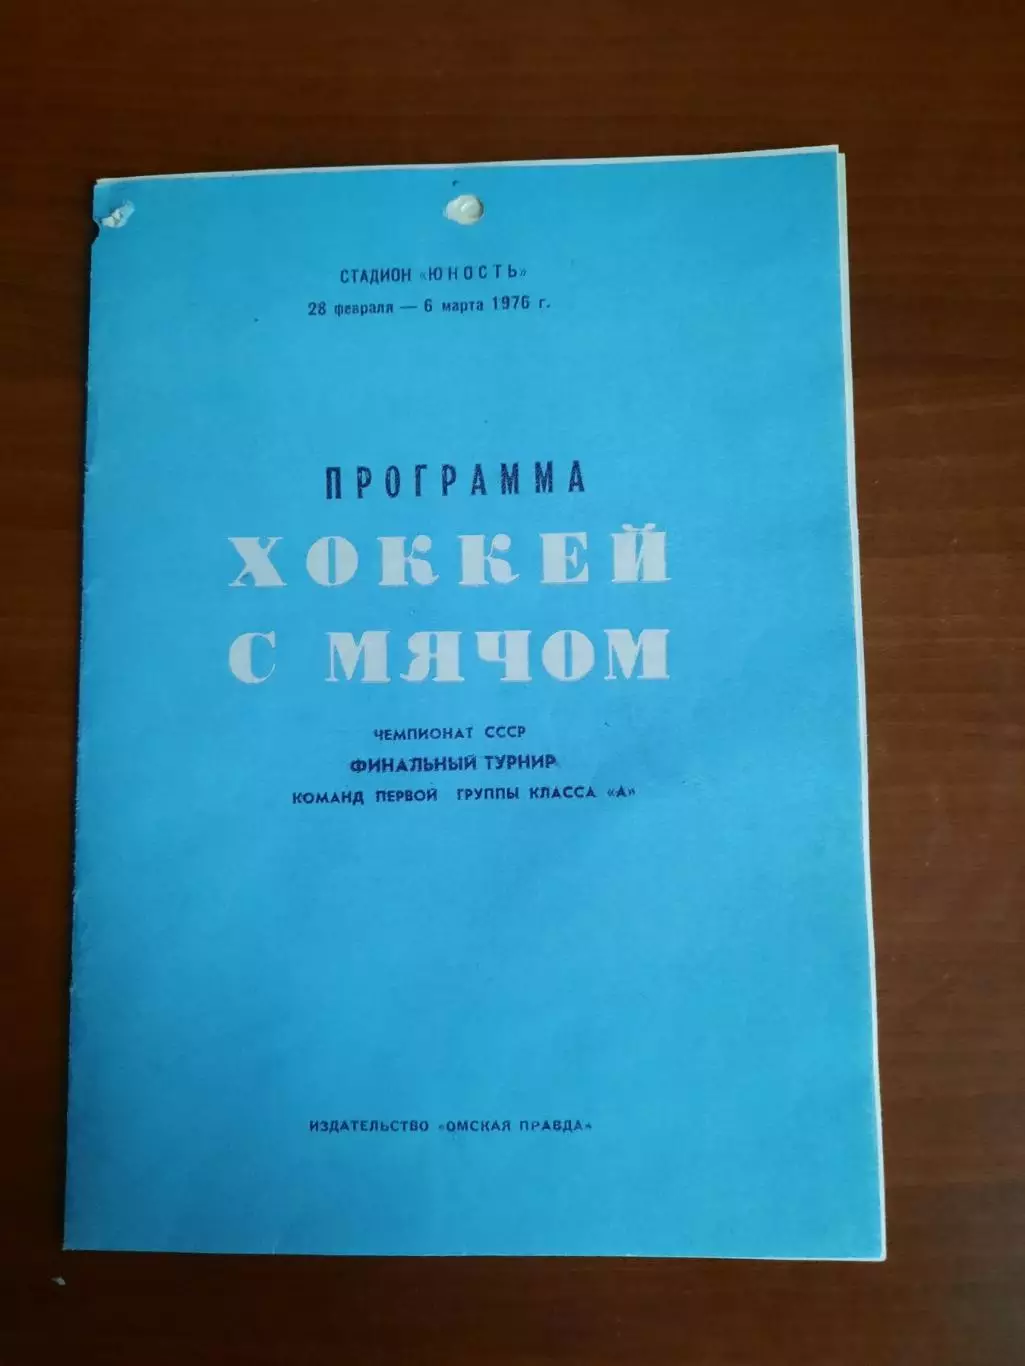 СТАДИОН «ЮНОСТЬ»
28 февраля — 6 марта 1976 г.
ПРОГРАММА
ХОККЕЙ
С МЯЧОМ
ЧЕМПИОНАТ СССР
ФИНАЛЬНЫЙ ТУРНИР
КОМАНД ПЕРВОЙ ГРУППЫ КЛАССА «А»
ИЗДАТЕЛЬСТВО «ОМСКАЯ ПРАВДА»